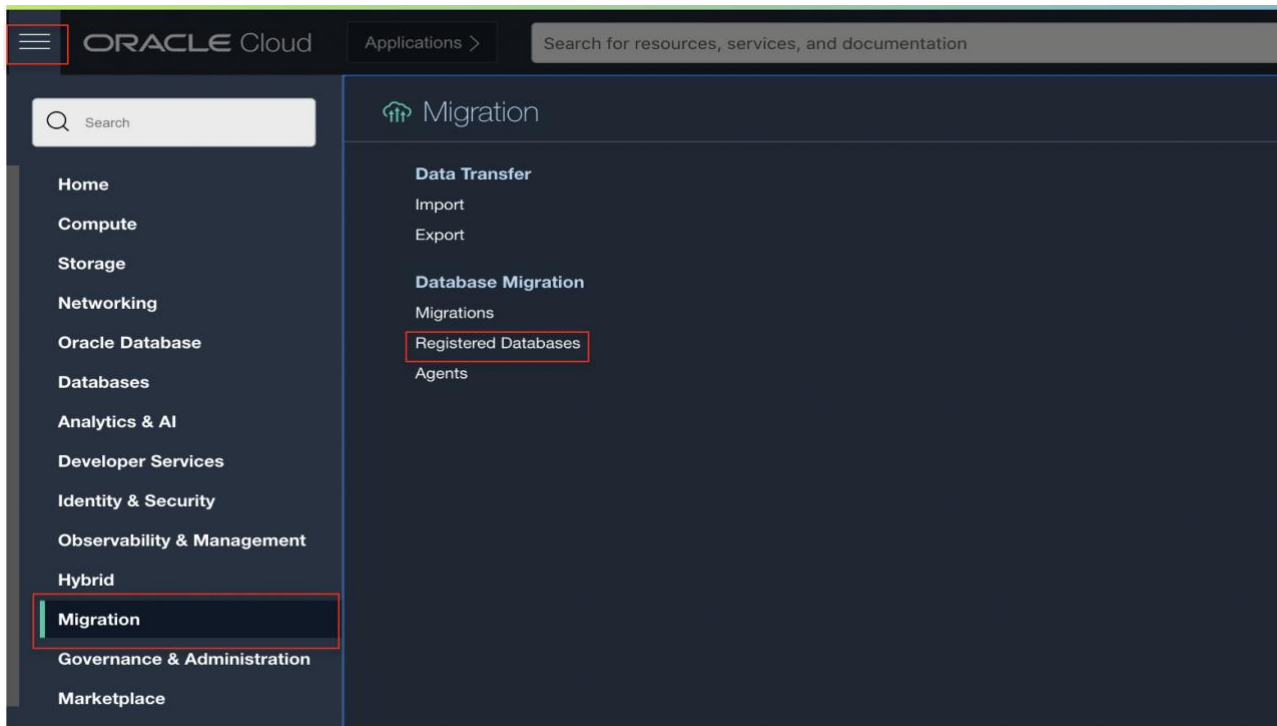 ORACLE Cloud
Applications >
Search for resources, services, and documentation
Search
Home
Compute
Storage
Networking
Oracle Database
Databases
Analytics & AI
Developer Services
Identity & Security
Observability & Management
Hybrid
Migration
Governance & Administration
Marketplace
Migration
Data Transfer
Import
Export
Database Migration
Migrations
Registered Databases
Agents